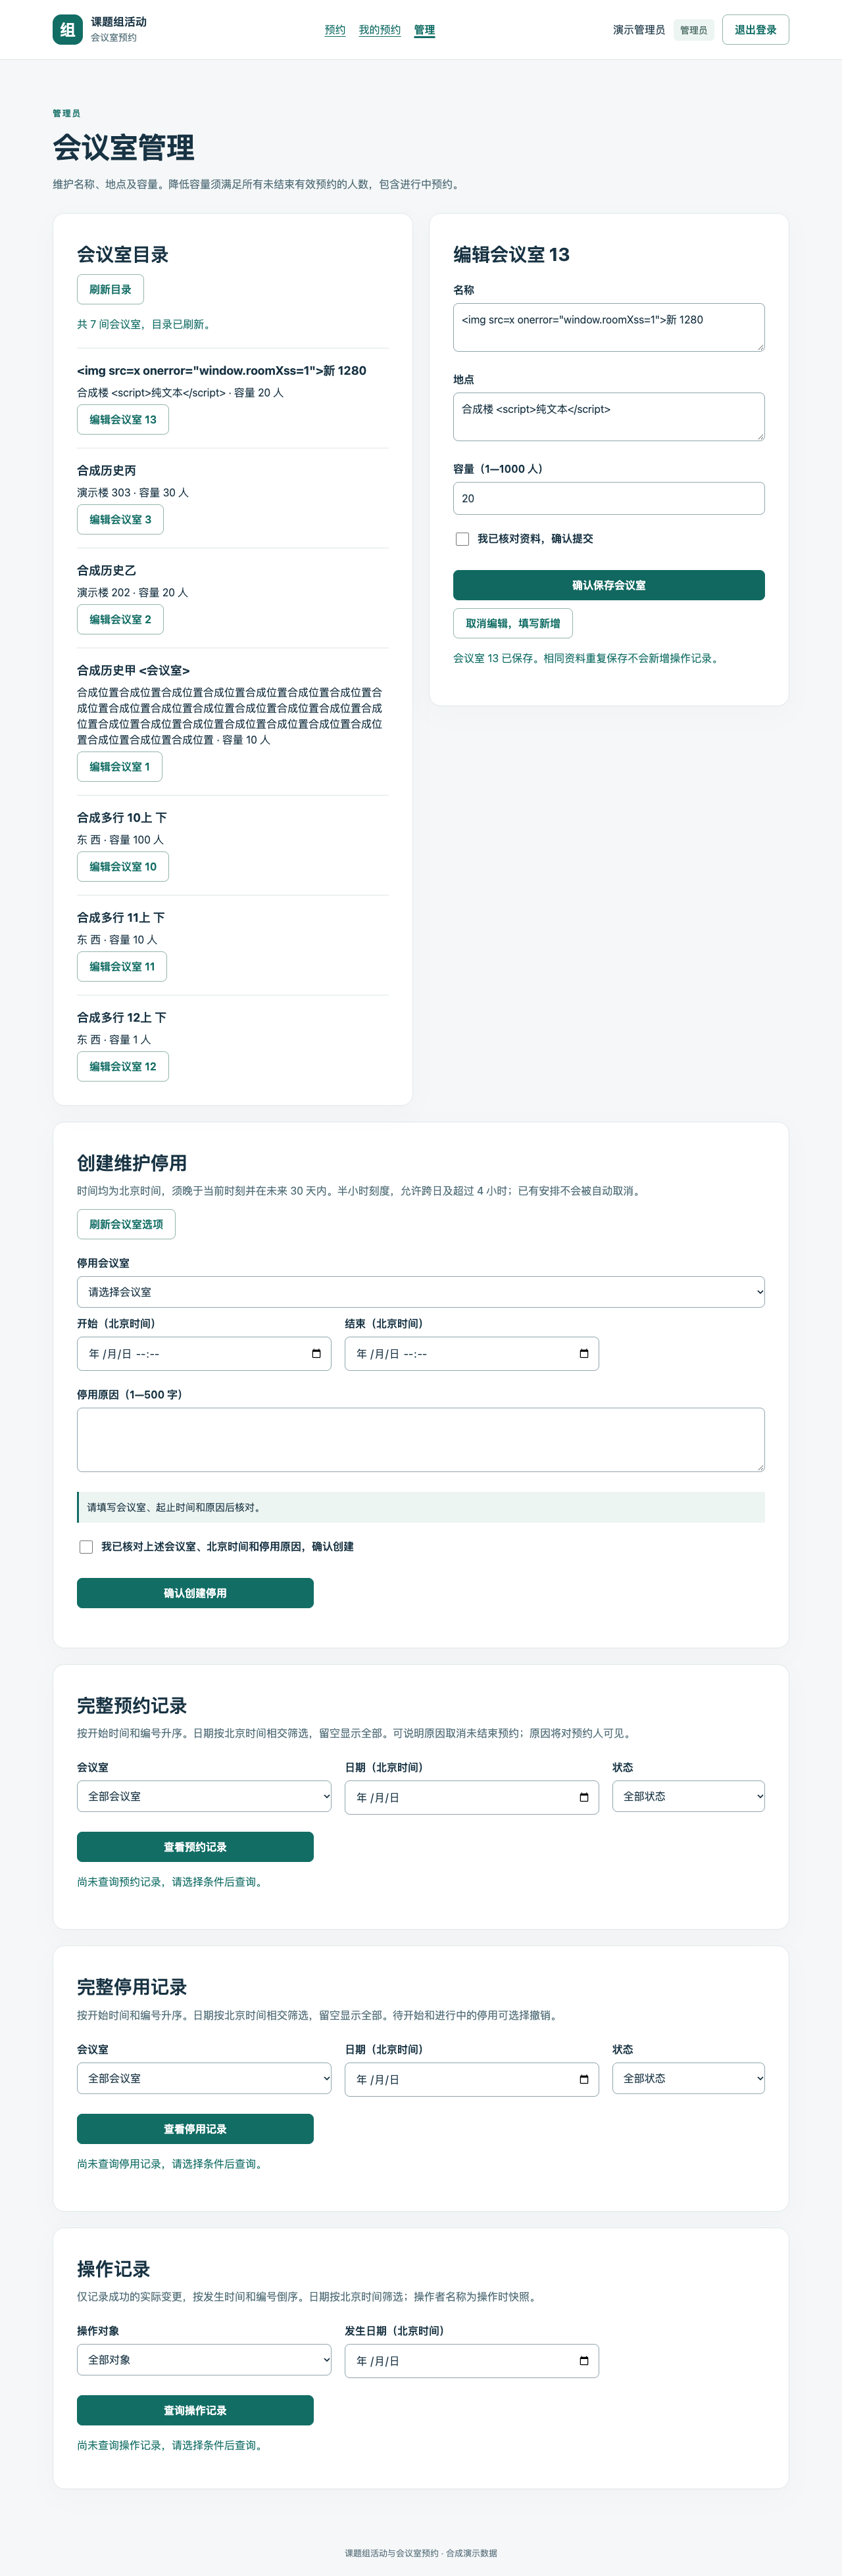 组
课题组活动
会议室预约
预约 我的预约 管理
演示管理员 管理员 退出登录
管理员
会议室管理
维护名称、地点及容量。降低容量须满足所有未结束有效预约的人数，包含进行中预约。
会议室目录
刷新目录
共 7 间会议室，目录已刷新。
<img src=x onerror="window.roomXss=1">新 1280
合成楼 <script>纯文本</script> · 容量 20 人
编辑会议室 13
合成历史丙
演示楼 303 · 容量 30 人
编辑会议室 3
合成历史乙
演示楼 202 · 容量 20 人
编辑会议室 2
合成历史甲 <会议室>
合成位置合成位置合成位置合成位置合成位置合成位置合成位置合
成位置合成位置合成位置合成位置合成位置合成位置合成位置合成
位置合成位置合成位置合成位置合成位置合成位置合成位置合成位
置合成位置合成位置合成位置 · 容量 10 人
编辑会议室 1
合成多行 10上 下
东 西 · 容量 100 人
编辑会议室 10
合成多行 11上 下
东 西 · 容量 10 人
编辑会议室 11
合成多行 12上 下
东 西 · 容量 1 人
编辑会议室 12
编辑会议室 13
名称
<img src=x onerror="window.roomXss=1">新 1280
地点
合成楼 <script>纯文本</script>
容量（1—1000 人）
20
我已核对资料，确认提交
确认保存会议室
取消编辑，填写新增
会议室 13 已保存。相同资料重复保存不会新增操作记录。
创建维护停用
时间均为北京时间，须晚于当前时刻并在未来 30 天内。半小时刻度，允许跨日及超过 4 小时；已有安排不会被自动取消。
刷新会议室选项
停用会议室
请选择会议室
开始（北京时间） 结束（北京时间）
年 /月/日 --:-- 年 /月/日 --:--
停用原因（1—500 字）
请填写会议室、起止时间和原因后核对。
我已核对上述会议室、北京时间和停用原因，确认创建
确认创建停用
完整预约记录
按开始时间和编号升序。日期按北京时间相交筛选，留空显示全部。可说明原因取消未结束预约；原因将对预约人可见。
会议室 日期（北京时间） 状态
全部会议室 年 /月/日 全部状态
查看预约记录
尚未查询预约记录，请选择条件后查询。
完整停用记录
按开始时间和编号升序。日期按北京时间相交筛选，留空显示全部。待开始和进行中的停用可选择撤销。
会议室 日期（北京时间） 状态
全部会议室 年 /月/日 全部状态
查看停用记录
尚未查询停用记录，请选择条件后查询。
操作记录
仅记录成功的实际变更，按发生时间和编号倒序。日期按北京时间筛选；操作者名称为操作时快照。
操作对象 发生日期（北京时间）
全部对象 年 /月/日
查询操作记录
尚未查询操作记录，请选择条件后查询。
课题组活动与会议室预约 · 合成演示数据